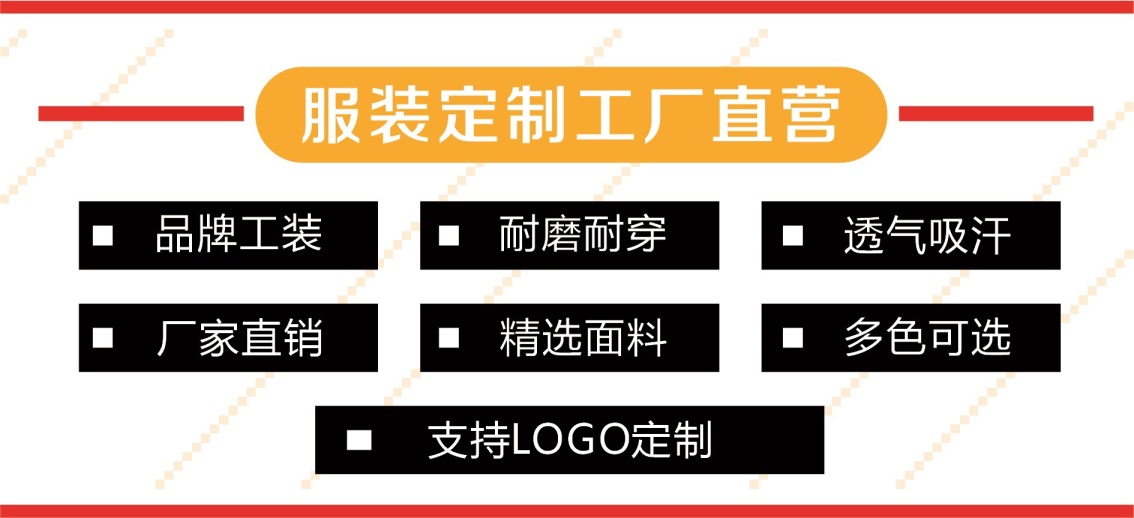 服装定制工厂直营
品牌工装
耐磨耐穿
透气吸汗
厂家直销
精选面料
多色可选
支持LOGO定制